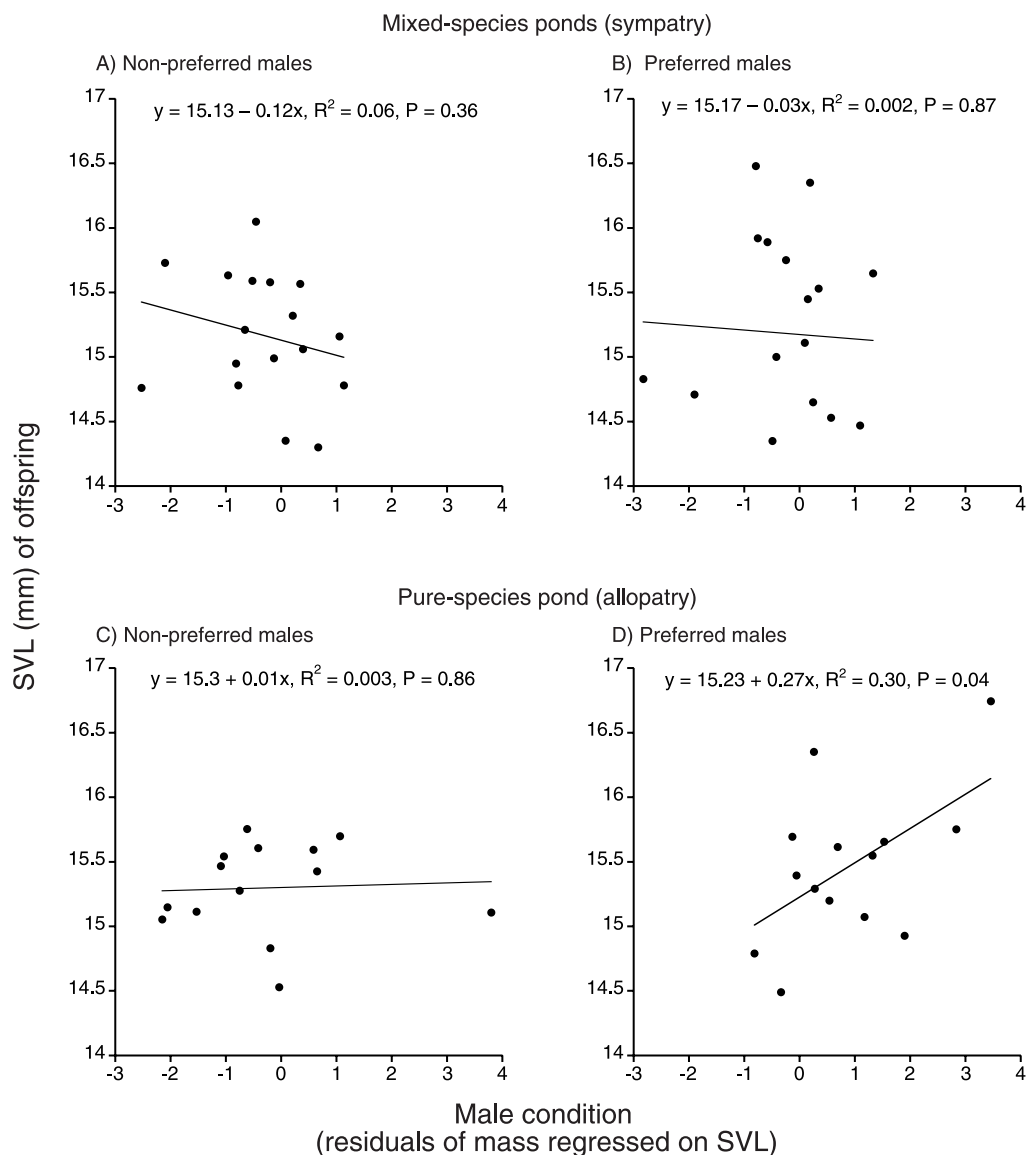 Mixed-species ponds (sympatry)
A) Non-preferred males
B) Preferred males
y = 15.13 – 0.12x, R² = 0.06, P = 0.36
y = 15.17 – 0.03x, R² = 0.002, P = 0.87
17
16.5
16
15.5
15
14.5
14
-3 -2 -1 0 1 2 3 4
17
16.5
16
15.5
15
14.5
14
-3 -2 -1 0 1 2 3 4
SVL (mm) of offspring
Pure-species pond (allopatry)
C) Non-preferred males
D) Preferred males
y = 15.3 + 0.01x, R² = 0.003, P = 0.86
y = 15.23 + 0.27x, R² = 0.30, P = 0.04
17
16.5
16
15.5
15
14.5
14
-3 -2 -1 0 1 2 3 4
17
16.5
16
15.5
15
14.5
14
-3 -2 -1 0 1 2 3 4
Male condition
(residuals of mass regressed on SVL)